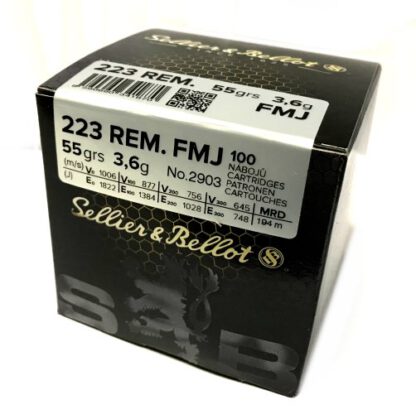 Sellier & Bellot S
223 REM. 55grs 3,6g
FMJ
223 REM. FMJ 100
NÁBOJŮ
CARTRIDGES
PATRONEN
CARTOUCHES
55grs 3,6g No.2903
(m/s) V₀ 1006 V₁₀₀ 877 V₂₀₀ 756 V₃₀₀ 645 MRD
(J) E₀ 1822 E₁₀₀ 1384 E₂₀₀ 1028 E₃₀₀ 748 194 m
Sellier & Bellot S
S&B